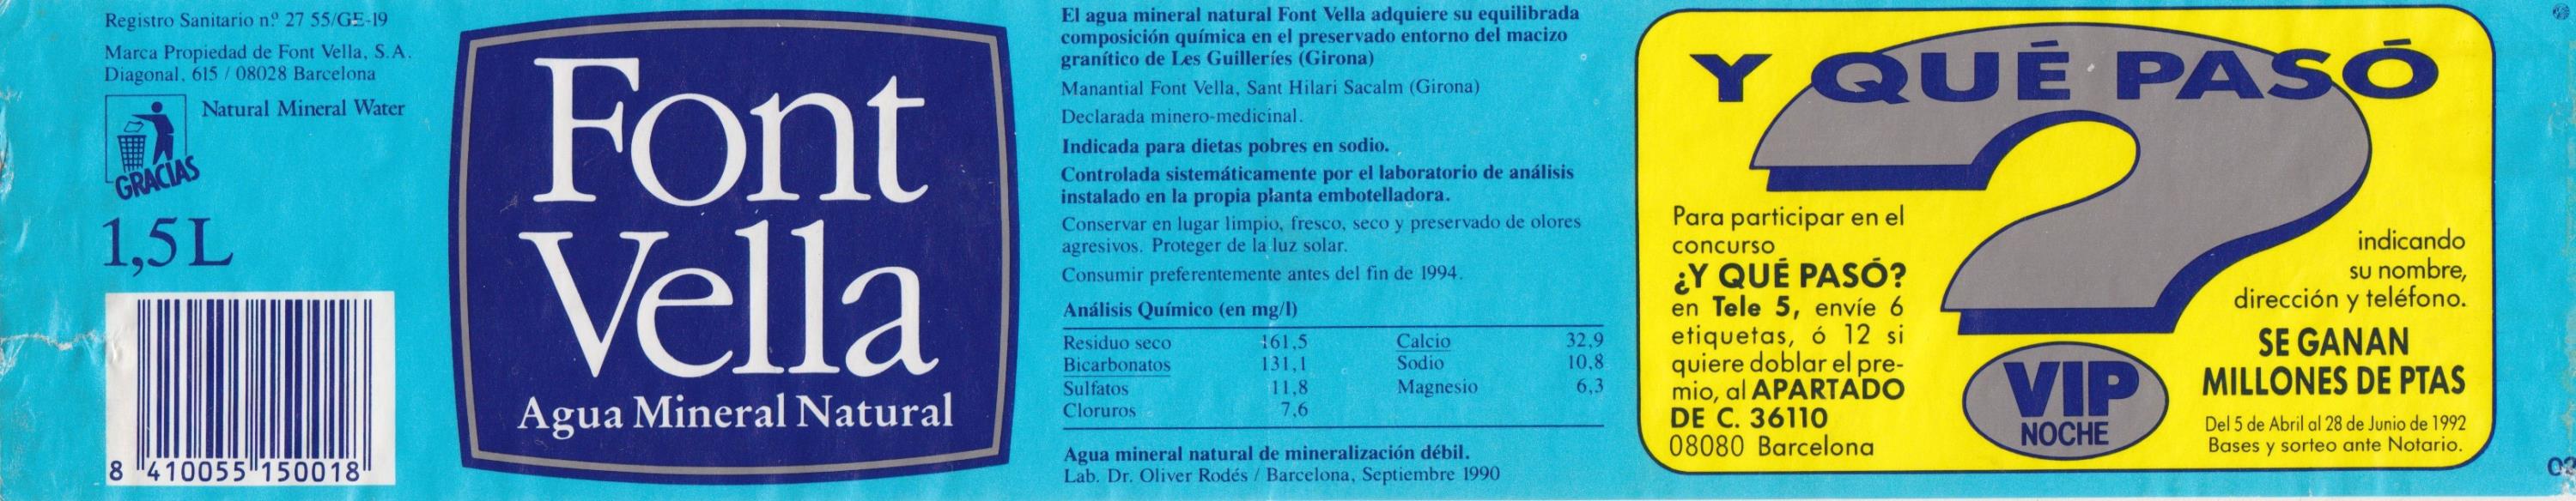 Registro Sanitario n.º 27 55/GE-19
Marca Propiedad de Font Vella, S.A.
Diagonal, 615 / 08028 Barcelona
Natural Mineral Water
GRACIAS
1,5 L
8 410055 150018
Font
Vella
Agua Mineral Natural
El agua mineral natural Font Vella adquiere su equilibrada
composición química en el preservado entorno del macizo
granítico de Les Guilleríes (Girona)
Manantial Font Vella, Sant Hilari Sacalm (Girona)
Declarada minero-medicinal.
Indicada para dietas pobres en sodio.
Controlada sistemáticamente por el laboratorio de análisis
instalado en la propia planta embotelladora.
Conservar en lugar limpio, fresco, seco y preservado de olores
agresivos. Proteger de la luz solar.
Consumir preferentemente antes del fin de 1994.
Análisis Químico (en mg/l)
Residuo seco 161,5 Calcio 32,9
Bicarbonatos 131,1 Sodio 10,8
Sulfatos 11,8 Magnesio 6,3
Cloruros 7,6
Agua mineral natural de mineralización débil.
Lab. Dr. Oliver Rodés / Barcelona, Septiembre 1990
Y QUÉ PASÓ
?
Para participar en el
concurso
¿Y QUÉ PASÓ?
en Tele 5, envíe 6
etiquetas, ó 12 si
quiere doblar el pre-
mio, al APARTADO
DE C. 36110
08080 Barcelona
VIP
NOCHE
indicando
su nombre,
dirección y teléfono.
SE GANAN
MILLONES DE PTAS
Del 5 de Abril al 28 de Junio de 1992
Bases y sorteo ante Notario.